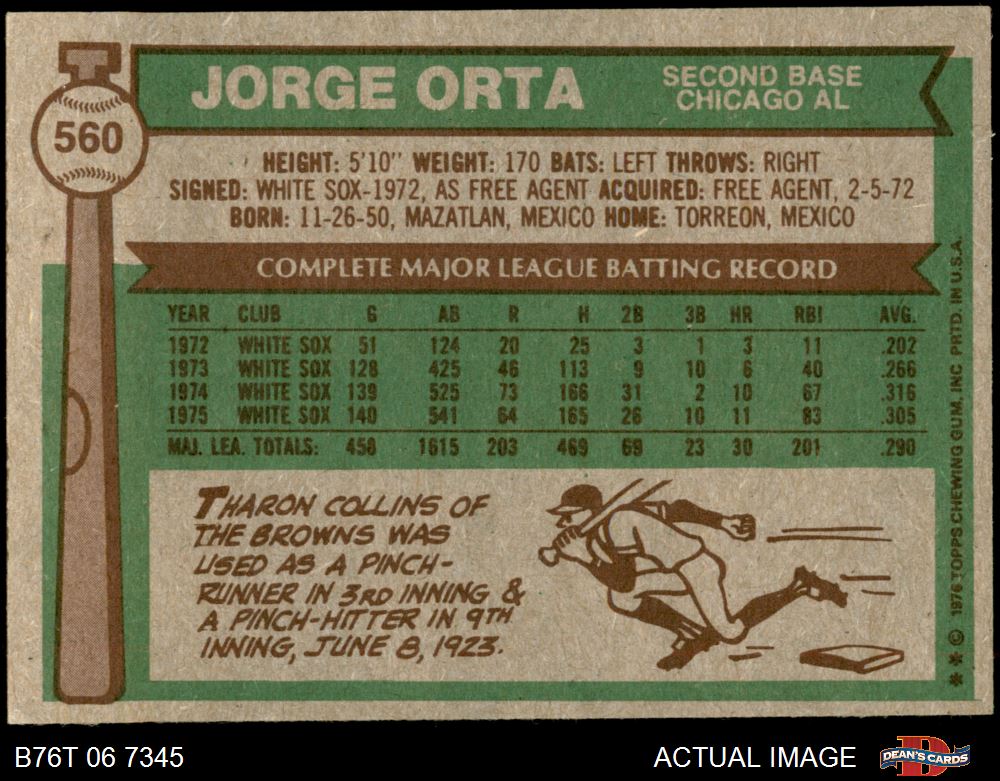 560
JORGE ORTA
SECOND BASE
CHICAGO AL
HEIGHT: 5'10" WEIGHT: 170 BATS: LEFT THROWS: RIGHT
SIGNED: WHITE SOX-1972, AS FREE AGENT ACQUIRED: FREE AGENT, 2-5-72
BORN: 11-26-50, MAZATLAN, MEXICO HOME: TORREON, MEXICO
COMPLETE MAJOR LEAGUE BATTING RECORD
YEAR CLUB G AB R H 2B 3B HR RBI AVG.
1972 WHITE SOX 51 124 20 25 3 1 3 11 .202
1973 WHITE SOX 128 425 46 113 9 10 6 40 .266
1974 WHITE SOX 139 525 73 166 31 2 10 67 .316
1975 WHITE SOX 140 541 64 165 26 10 11 83 .305
MAJ. LEA. TOTALS: 458 1615 203 469 69 23 30 201 .290
THARON COLLINS OF
THE BROWNS WAS
USED AS A PINCH-
RUNNER IN 3RD INNING &
A PINCH-HITTER IN 9TH
INNING, JUNE 8, 1923.
** © 1976 TOPPS CHEWING GUM, INC PRTD. IN U.S.A.
B76T 06 7345
ACTUAL IMAGE
D
DEAN'S CARDS